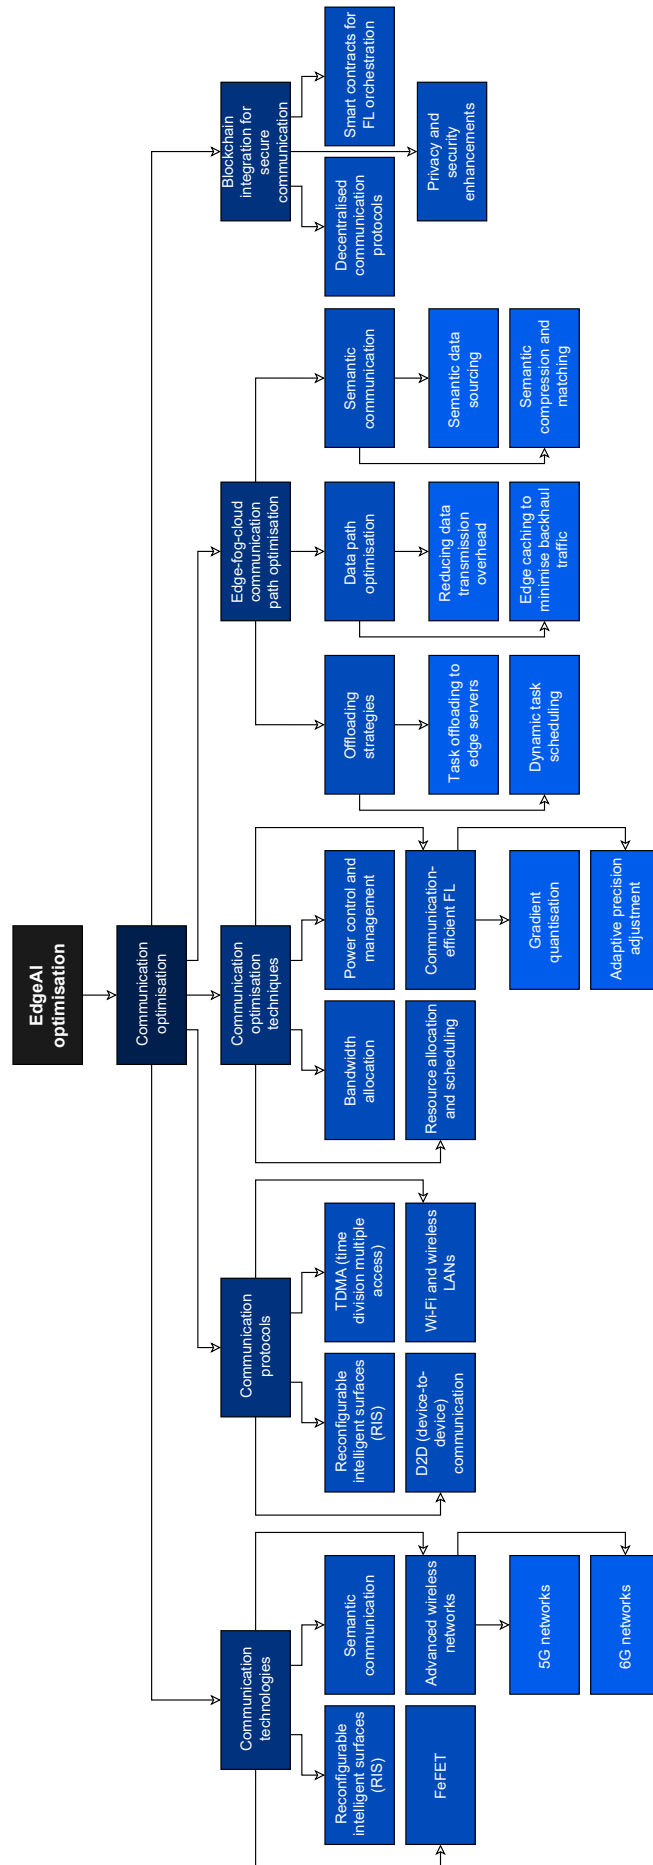 EdgeAI
optimisation
Communication
optimisation
Communication
technologies
Communication
protocols
Communication
optimisation
techniques
Edge-fog-cloud
communication
path optimisation
Blockchain
integration for
secure
communication
Reconfigurable
intelligent surfaces
(RIS)
Semantic
communication
FeFET
Advanced wireless
networks
5G networks
6G networks
Reconfigurable
intelligent surfaces
(RIS)
TDMA (time
division multiple
access)
D2D (device-to-
device)
communication
Wi-Fi and wireless
LANs
Bandwidth
allocation
Power control and
management
Resource allocation
and scheduling
Communication-
efficient FL
Gradient
quantisation
Adaptive precision
adjustment
Offloading
strategies
Task offloading to
edge servers
Dynamic task
scheduling
Data path
optimisation
Reducing data
transmission
overhead
Edge caching to
minimise backhaul
traffic
Semantic
communication
Semantic data
sourcing
Semantic
compression and
matching
Decentralised
communication
protocols
Smart contracts for
FL orchestration
Privacy and
security
enhancements